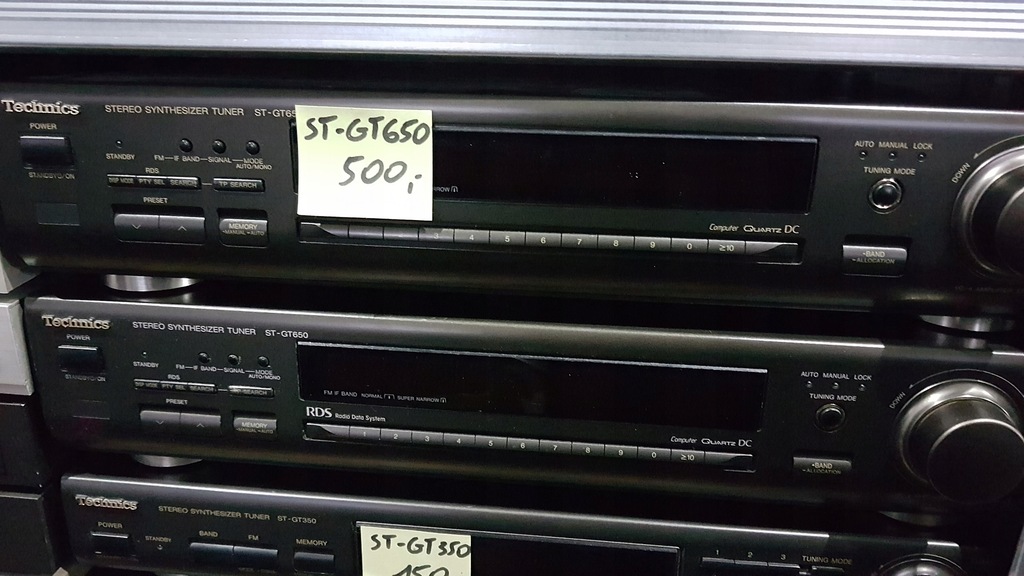 Technics
STEREO SYNTHESIZER TUNER ST-GT65
POWER
STANDBY/ON
STANDBY
FM IF BAND SIGNAL MODE
AUTO/MONO
RDS
DISP MODE PTY SEL SEARCH TP SEARCH
PRESET
MEMORY
MANUAL AUTO
ST-GT650
500,-
3 4 5 6 7 8 9 0 ≥10
Computer QUARTZ DC
AUTO MANUAL LOCK
TUNING MODE
BAND
ALLOCATION
DOWN
Technics
STEREO SYNTHESIZER TUNER ST-GT650
POWER
STANDBY/ON
STANDBY
FM IF BAND SIGNAL MODE
AUTO/MONO
RDS
DISP MODE PTY SEL SEARCH SEARCH
PRESET
MEMORY
MANUAL AUTO
FM IF BAND NORMAL SUPER NARROW
RDS Radio Data System
1 2 3 4 5 6 7 8 9 0 ≥10
Computer QUARTZ DC
AUTO MANUAL LOCK
TUNING MODE
BAND
ALLOCATION
DOWN
Technics
STEREO SYNTHESIZER TUNER ST-GT350
POWER
STANDBY
BAND FM MEMORY
ST-GT350
450
1 2 3 TUNING MODE